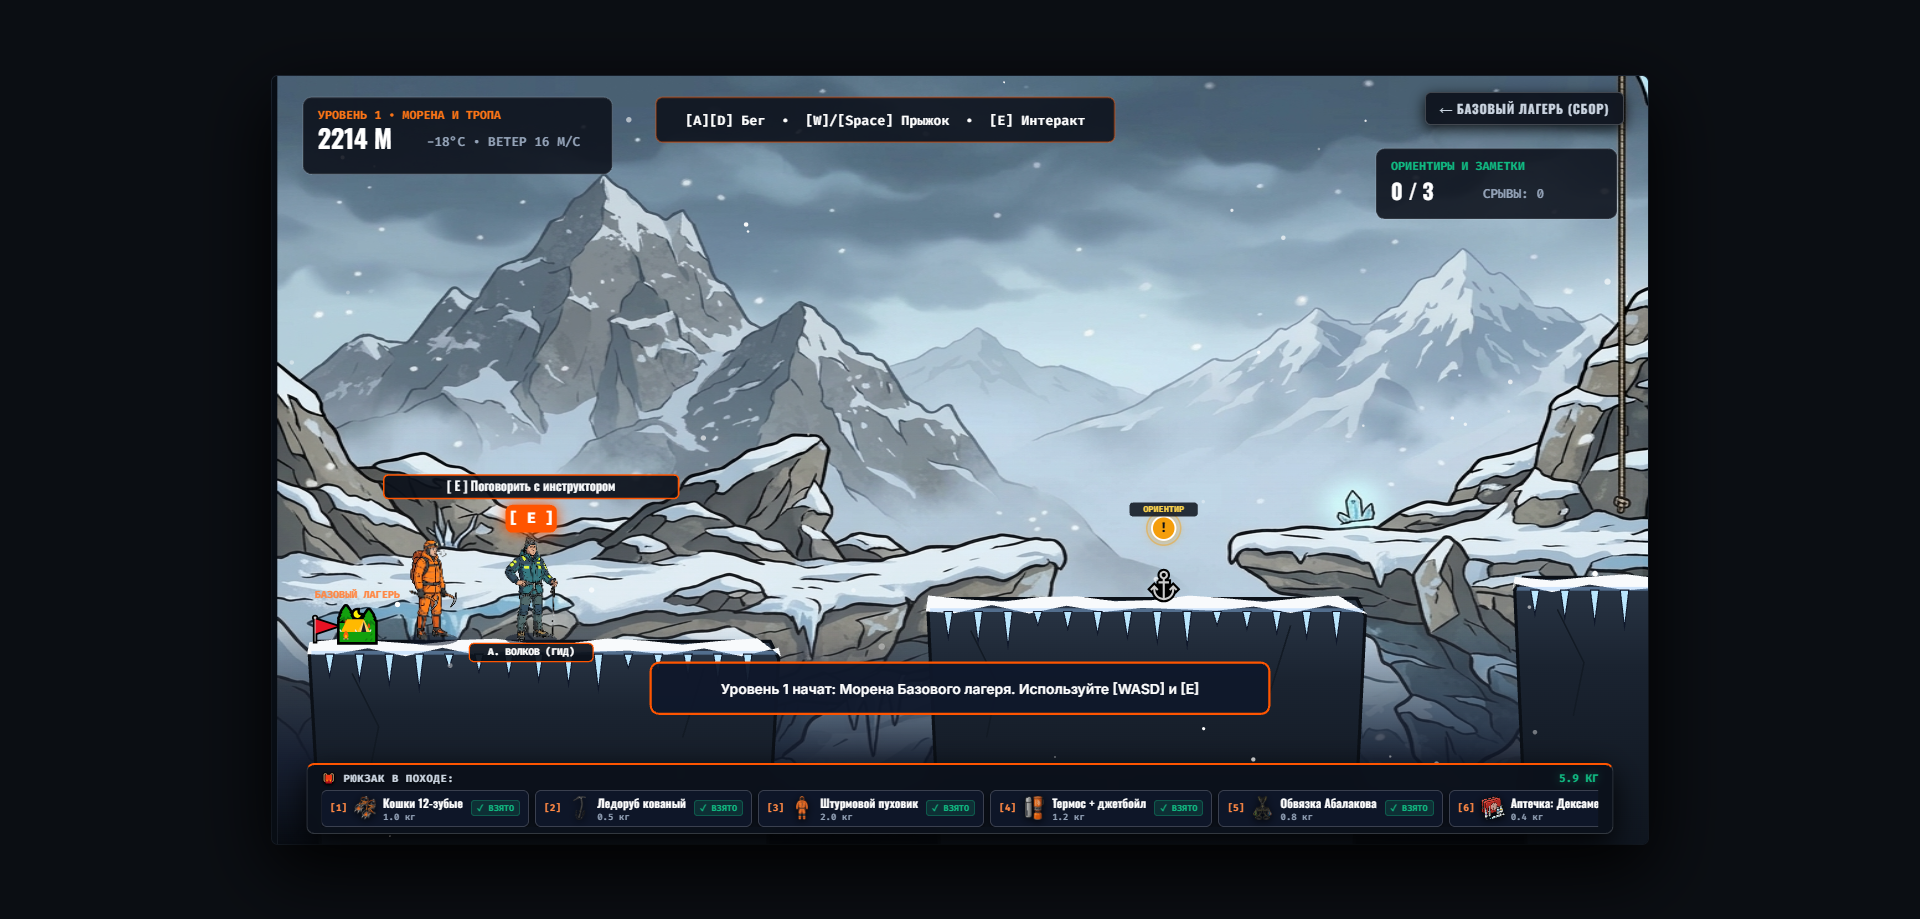 УРОВЕНЬ 1 • МОРЕНА И ТРОПА
2214 М
-18°C • ВЕТЕР 16 М/С
[A][D] Бег • [W]/[Space] Прыжок • [E] Интеракт
← БАЗОВЫЙ ЛАГЕРЬ (СБОР)
ОРИЕНТИРЫ И ЗАМЕТКИ
0 / 3
СРЫВЫ: 0
[ E ] Поговорить с инструктором
[ E ]
ОРИЕНТИР
!
БАЗОВЫЙ ЛАГЕРЬ
А. ВОЛКОВ (ГИД)
Уровень 1 начат: Морена Базового лагеря. Используйте [WASD] и [E]
РЮКЗАК В ПОХОДЕ:
5.9 КГ
[1] Кошки 12-зубые ✓ ВЗЯТО
1.0 кг
[2] Ледоруб кованый ✓ ВЗЯТО
0.5 кг
[3] Штурмовой пуховик ✓ ВЗЯТО
2.0 кг
[4] Термос + джетбойл ✓ ВЗЯТО
1.2 кг
[5] Обвязка Абалакова ✓ ВЗЯТО
0.8 кг
[6] Аптечка: Дексаме
0.4 кг